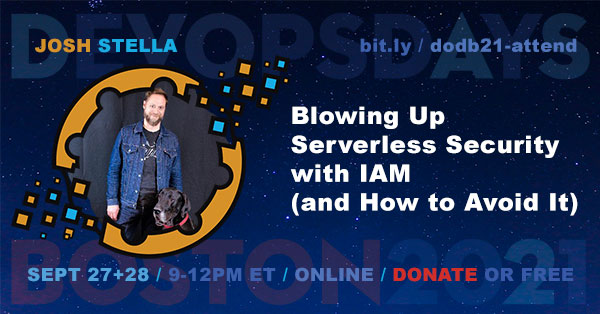 DEVOPSDAYS
JOSH STELLA
bit.ly / dodb21-attend
Blowing Up
Serverless Security
with IAM
(and How to Avoid It)
BOSTON2021
SEPT 27+28 / 9-12PM ET / ONLINE / DONATE OR FREE